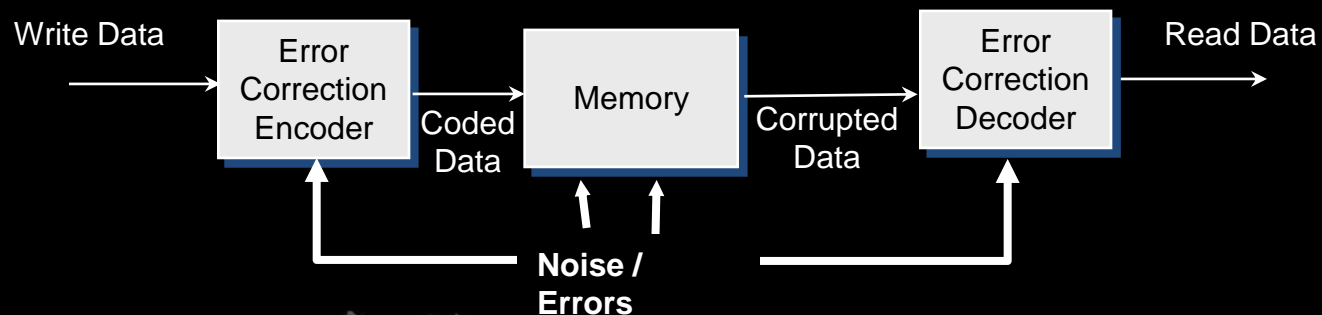 Write Data
Error
Correction
Encoder
Coded
Data
Memory
Corrupted
Data
Error
Correction
Decoder
Read Data
Noise /
Errors